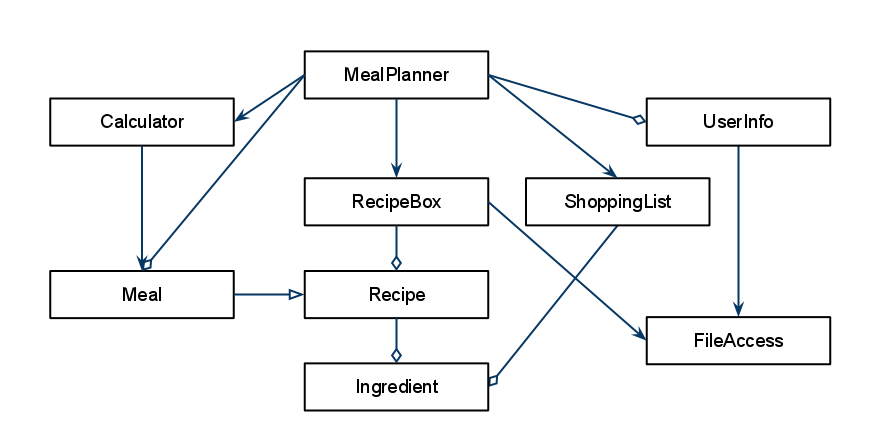 MealPlanner
Calculator
UserInfo
RecipeBox
ShoppingList
Meal
Recipe
FileAccess
Ingredient